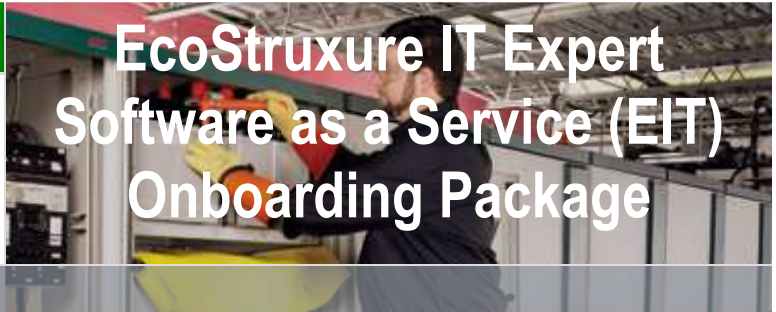 EcoStruxure IT Expert
Software as a Service (EIT)
Onboarding Package